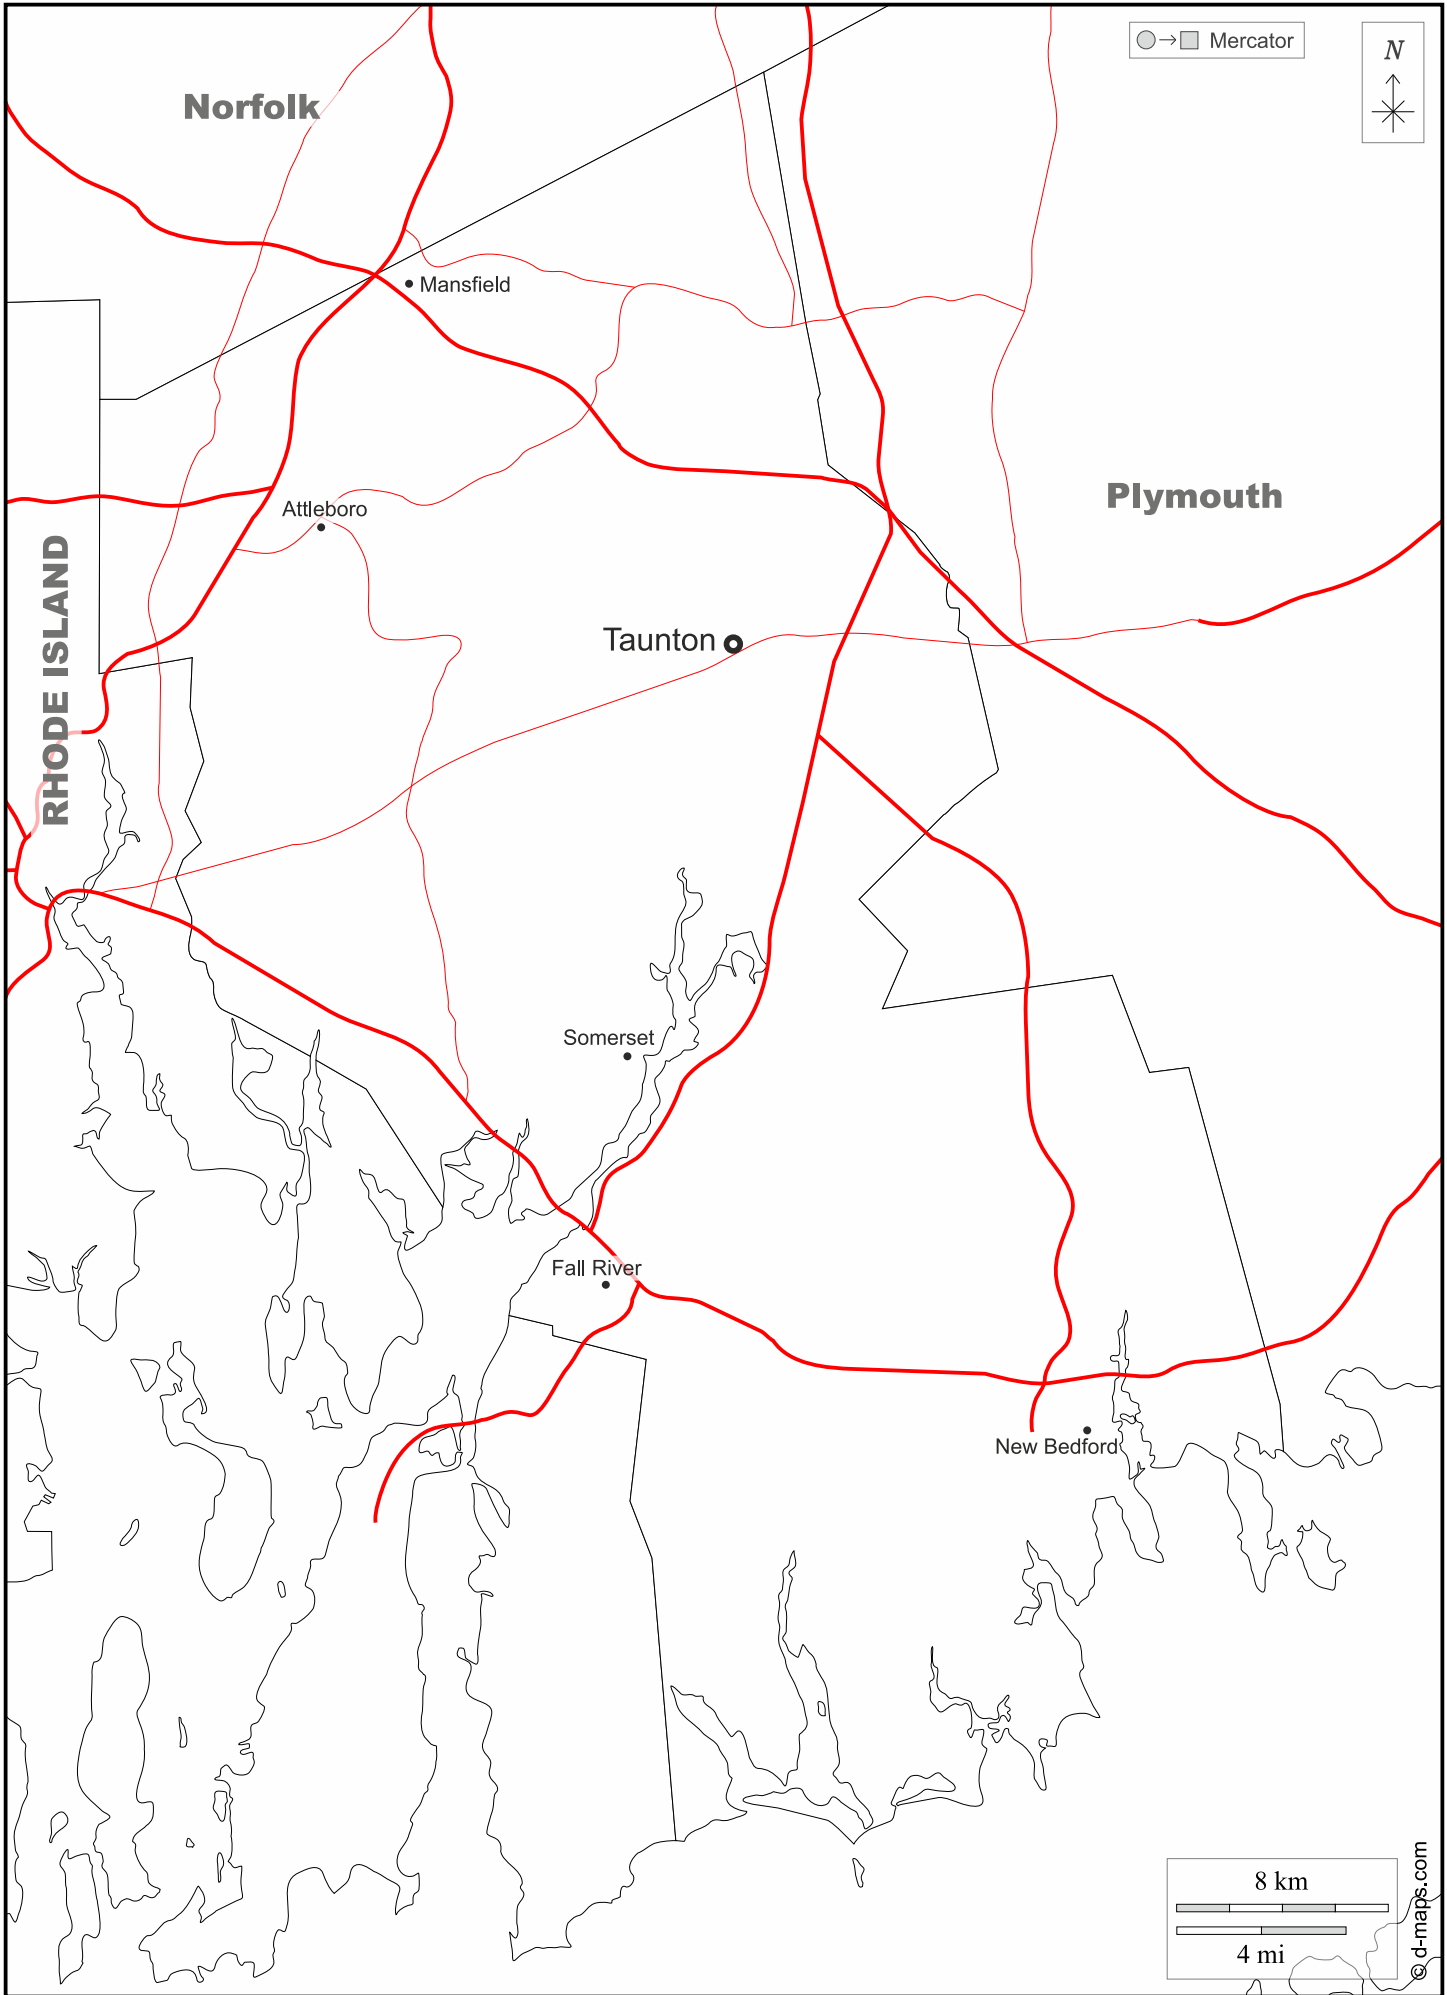 Mercator
N
Norfolk
Mansfield
Plymouth
Attleboro
RHODE ISLAND
Taunton
Somerset
Fall River
New Bedford
8 km
4 mi
© d-maps.com